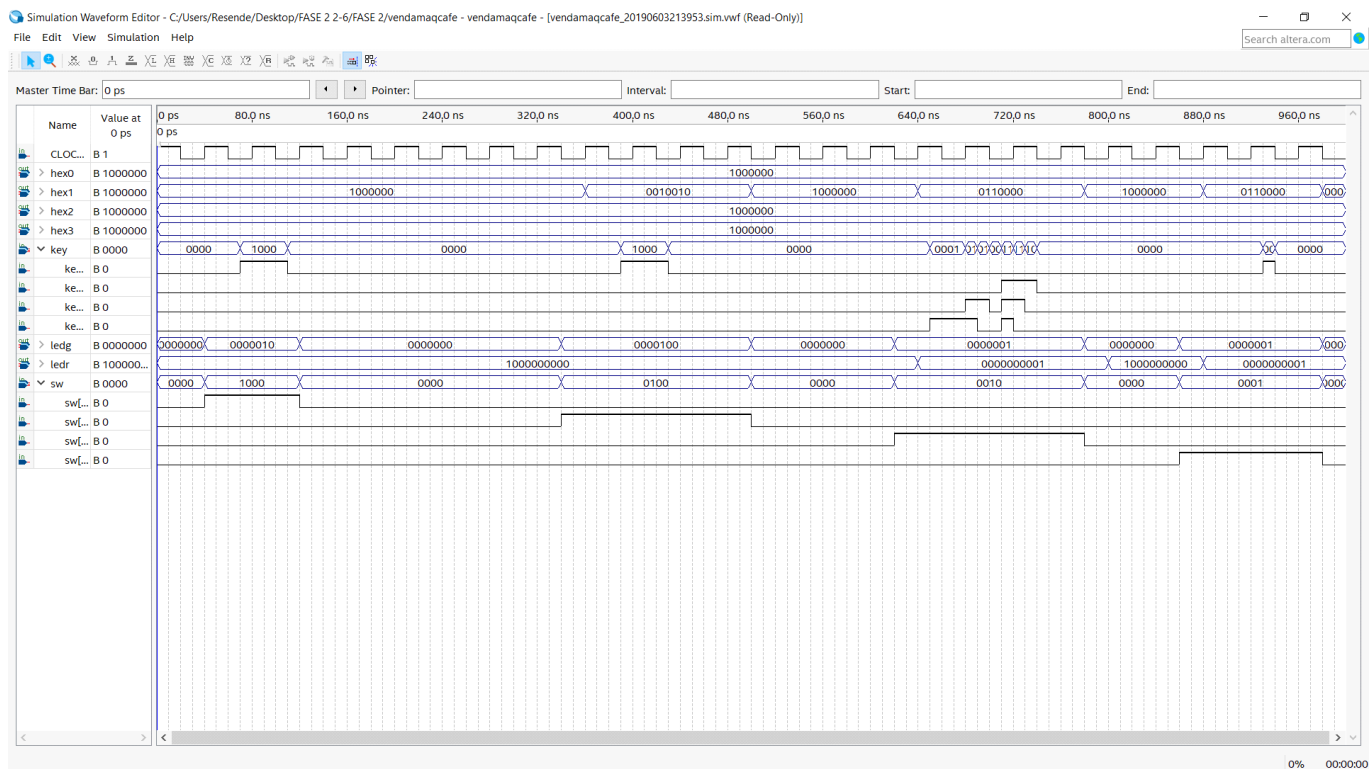 Simulation Waveform Editor - C:/Users/Resende/Desktop/FASE 2 2-6/FASE 2/vendamaqcafe - vendamaqcafe - [vendamaqcafe_20190603213953.sim.vwf (Read-Only)]
File Edit View Simulation Help
Search altera.com
Master Time Bar: 0 ps Pointer: Interval: Start: End:
Name Value at 0 ps
0 ps 80,0 ns 160,0 ns 240,0 ns 320,0 ns 400,0 ns 480,0 ns 560,0 ns 640,0 ns 720,0 ns 800,0 ns 880,0 ns 960,0 ns
0 ps
CLOC... B 1
hex0 B 1000000 1000000
hex1 B 1000000 1000000 0010010 1000000 0110000 1000000 0110000
hex2 B 1000000 1000000
hex3 B 1000000 1000000
key B 0000 0000 1000 0000 1000 0000 0001 0000 0000
ke... B 0
ke... B 0
ke... B 0
ke... B 0
ledg B 0000000 0000000 0000010 0000000 0000100 0000000 0000001 0000000 0000001
ledr B 100000... 1000000000 0000000001 1000000000 0000000001
sw B 0000 0000 1000 0000 0100 0000 0010 0000 0001
sw[... B 0
sw[... B 0
sw[... B 0
sw[... B 0
0% 00:00:00